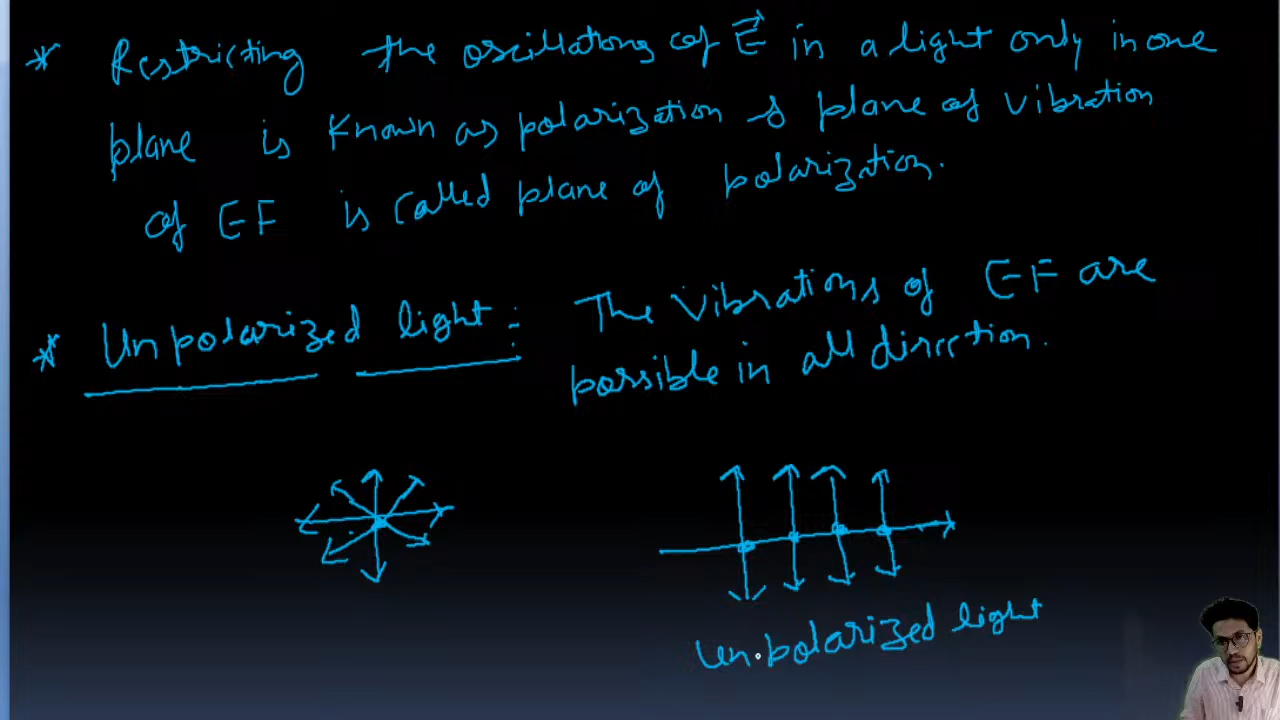 * Restricting the oscillations of E⃗ in a light only in one
plane is known as polarization & plane of vibration
of EF is called plane of polarization.
* Unpolarized light :- The vibrations of EF are
possible in all direction.
Unpolarized light